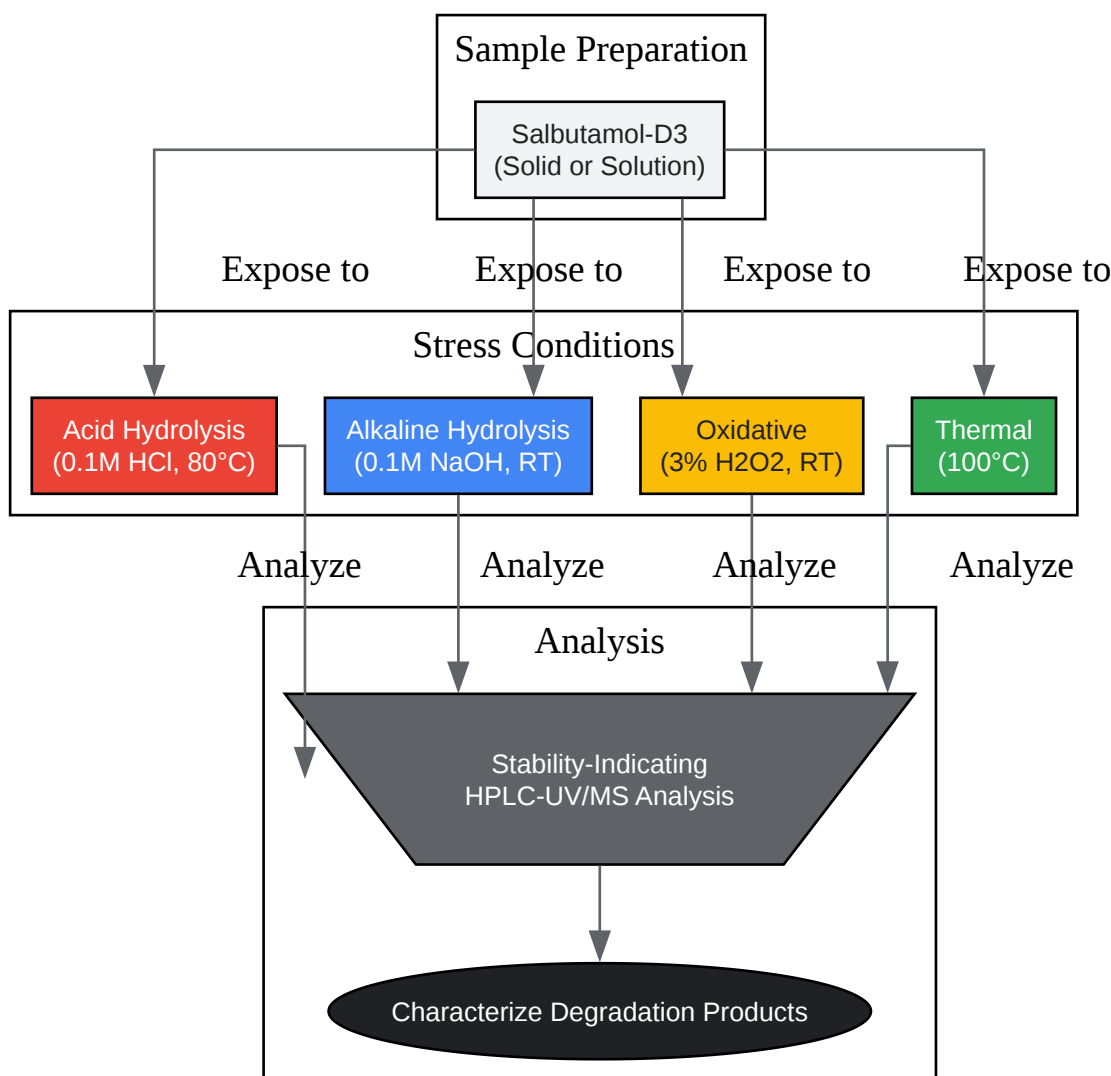 Sample Preparation
Salbutamol-D3
(Solid or Solution)
Expose to
Expose to
Expose to
Expose to
Stress Conditions
Acid Hydrolysis
(0.1M HCl, 80°C)
Alkaline Hydrolysis
(0.1M NaOH, RT)
Oxidative
(3% H2O2, RT)
Thermal
(100°C)
Analyze
Analyze
Analyze
Analyze
Analysis
Stability-Indicating
HPLC-UV/MS Analysis
Characterize Degradation Products